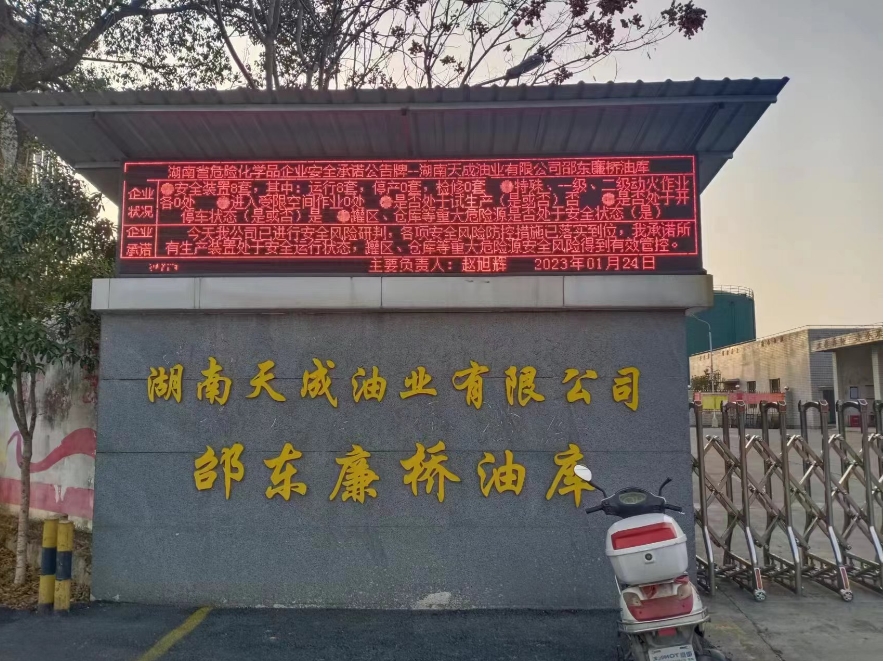 湖南省危险化学品企业安全承诺公告牌—湖南天成油业有限公司邵东廉桥油库
企业状况
安全装置8套，其中：运行8套，停产0套，检修0套 特殊、一级、二级动火作业
各0处 进入受限空间作业0处 是否处于试生产（是或否）否 是否处于开
停车状态（是或否）否 罐区、仓库等重大危险源是否处于安全状态（是）
企业承诺
今天我公司已进行安全风险研判，各项安全风险防控措施已落实到位，我承诺所
有生产装置处于安全运行状态，罐区、仓库等重大危险源安全风险得到有效管控。
主要负责人：赵旭辉 2023年01月24日
湖南天成油业有限公司
邵东廉桥油库